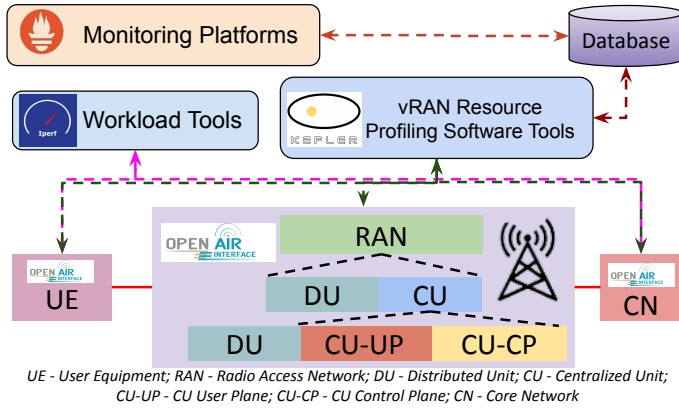 Monitoring Platforms
Database
Iperf
Workload Tools
KEPLER
vRAN Resource
Profiling Software Tools
OPEN AIR
INTERFACE
UE
OPEN AIR
INTERFACE
RAN
DU
CU
DU
CU-UP
CU-CP
OPEN AIR
INTERFACE
CN
UE - User Equipment; RAN - Radio Access Network; DU - Distributed Unit; CU - Centralized Unit;
CU-UP - CU User Plane; CU-CP - CU Control Plane; CN - Core Network